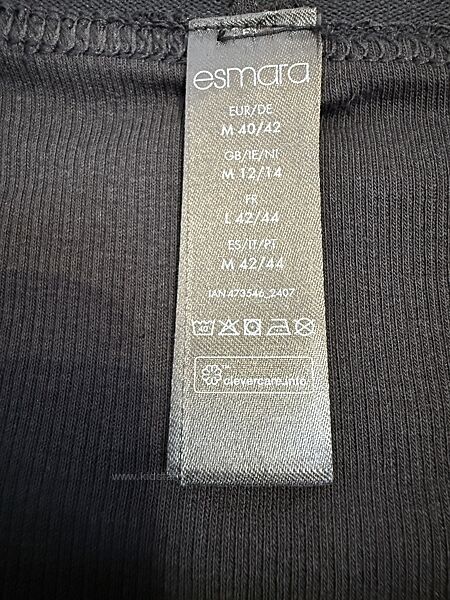 esmara
EUR/DE
M 40/42
GB/IE/NI
M 12/14
FR
L 42/44
ES/IT/PT
M 42/44
IAN 473546_2407
40
clevercare.info